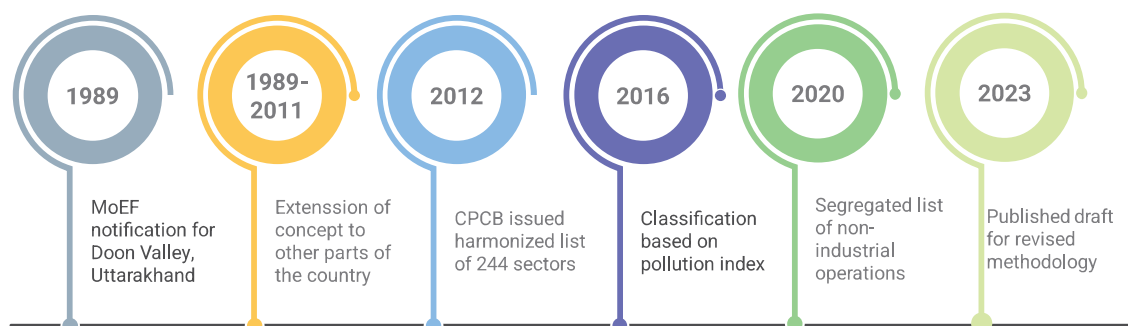 1989
1989-
2011
2012
2016
2020
2023
MoEF
notification for
Doon Valley,
Uttarakhand
Extenssion of
concept to
other parts of
the country
CPCB issued
harmonized list
of 244 sectors
Classification
based on
pollution index
Segregated list
of non-
industrial
operations
Published draft
for revised
methodology